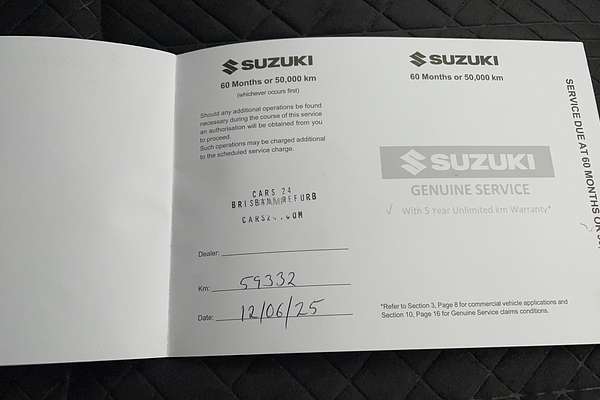 SUZUKI
60 Months or 50,000 km
(whichever occurs first)
Should any additional operations be found
necessary during the course of this service
an authorisation will be obtained from you
to proceed.
Such operations may be charged additional
to the scheduled service charge.
CARS 24
BRISBANE REFURB
CARS24.COM
Dealer:
Km: 59332
Date: 12/06/25
SUZUKI
60 Months or 50,000 km
SUZUKI
GENUINE SERVICE
✓ With 5 Year Unlimited km Warranty*
*Refer to Section 3, Page 8 for commercial vehicle applications and
Section 10, Page 16 for Genuine Service claims conditions.
SERVICE DUE AT 60 MONTHS OR